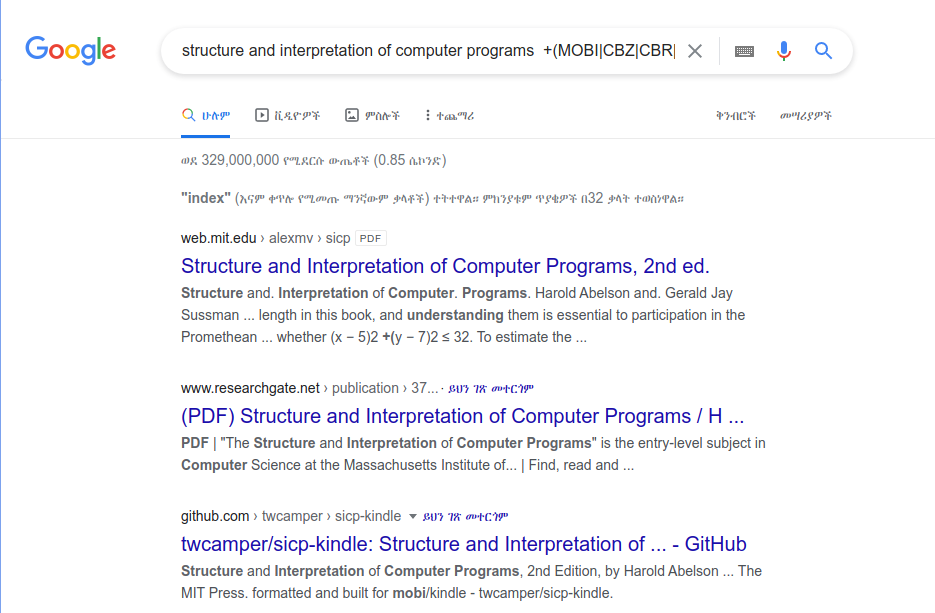 Google
structure and interpretation of computer programs +(MOBI|CBZ|CBR|
ሁሉም ቪዲዮዎች ምስሎች ተጨማሪ ቅንብሮች መሣሪያዎች
ወደ 329,000,000 የሚደርሱ ውጤቶች (0.85 ሴኮንድ)
"index" (እናም ቀጥሎ የሚመጡ ማንኛውም ቃላቶች) ተትተዋል። ምክንያቱም ጥያቄዎች በ32 ቃላት ተወስነዋል።
web.mit.edu › alexmv › sicp PDF
Structure and Interpretation of Computer Programs, 2nd ed.
Structure and. Interpretation of Computer. Programs. Harold Abelson and. Gerald Jay
Sussman ... length in this book, and understanding them is essential to participation in the
Promethean ... whether (x − 5)2 +(y − 7)2 ≤ 32. To estimate the ...
www.researchgate.net › publication › 37... · ይህን ገጽ መተርጎም
(PDF) Structure and Interpretation of Computer Programs / H ...
PDF | "The Structure and Interpretation of Computer Programs" is the entry-level subject in
Computer Science at the Massachusetts Institute of... | Find, read and ...
github.com › twcamper › sicp-kindle ይህን ገጽ መተርጎም
twcamper/sicp-kindle: Structure and Interpretation of ... - GitHub
Structure and Interpretation of Computer Programs, 2nd Edition, by Harold Abelson ... The
MIT Press. formatted and built for mobi/kindle - twcamper/sicp-kindle.